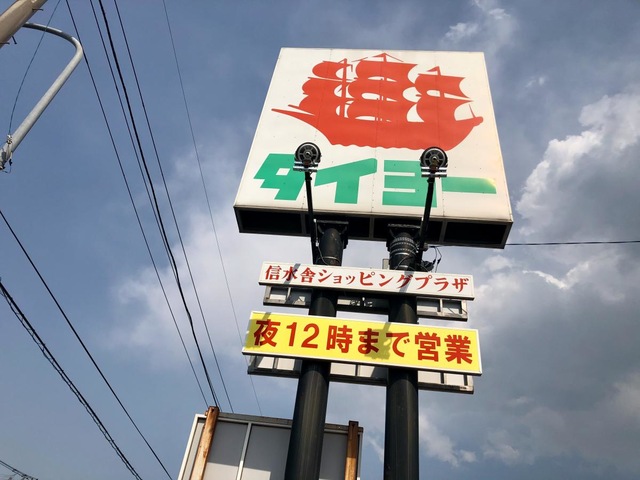 タイヨー
信水舎ショッピングプラザ
夜12時まで営業